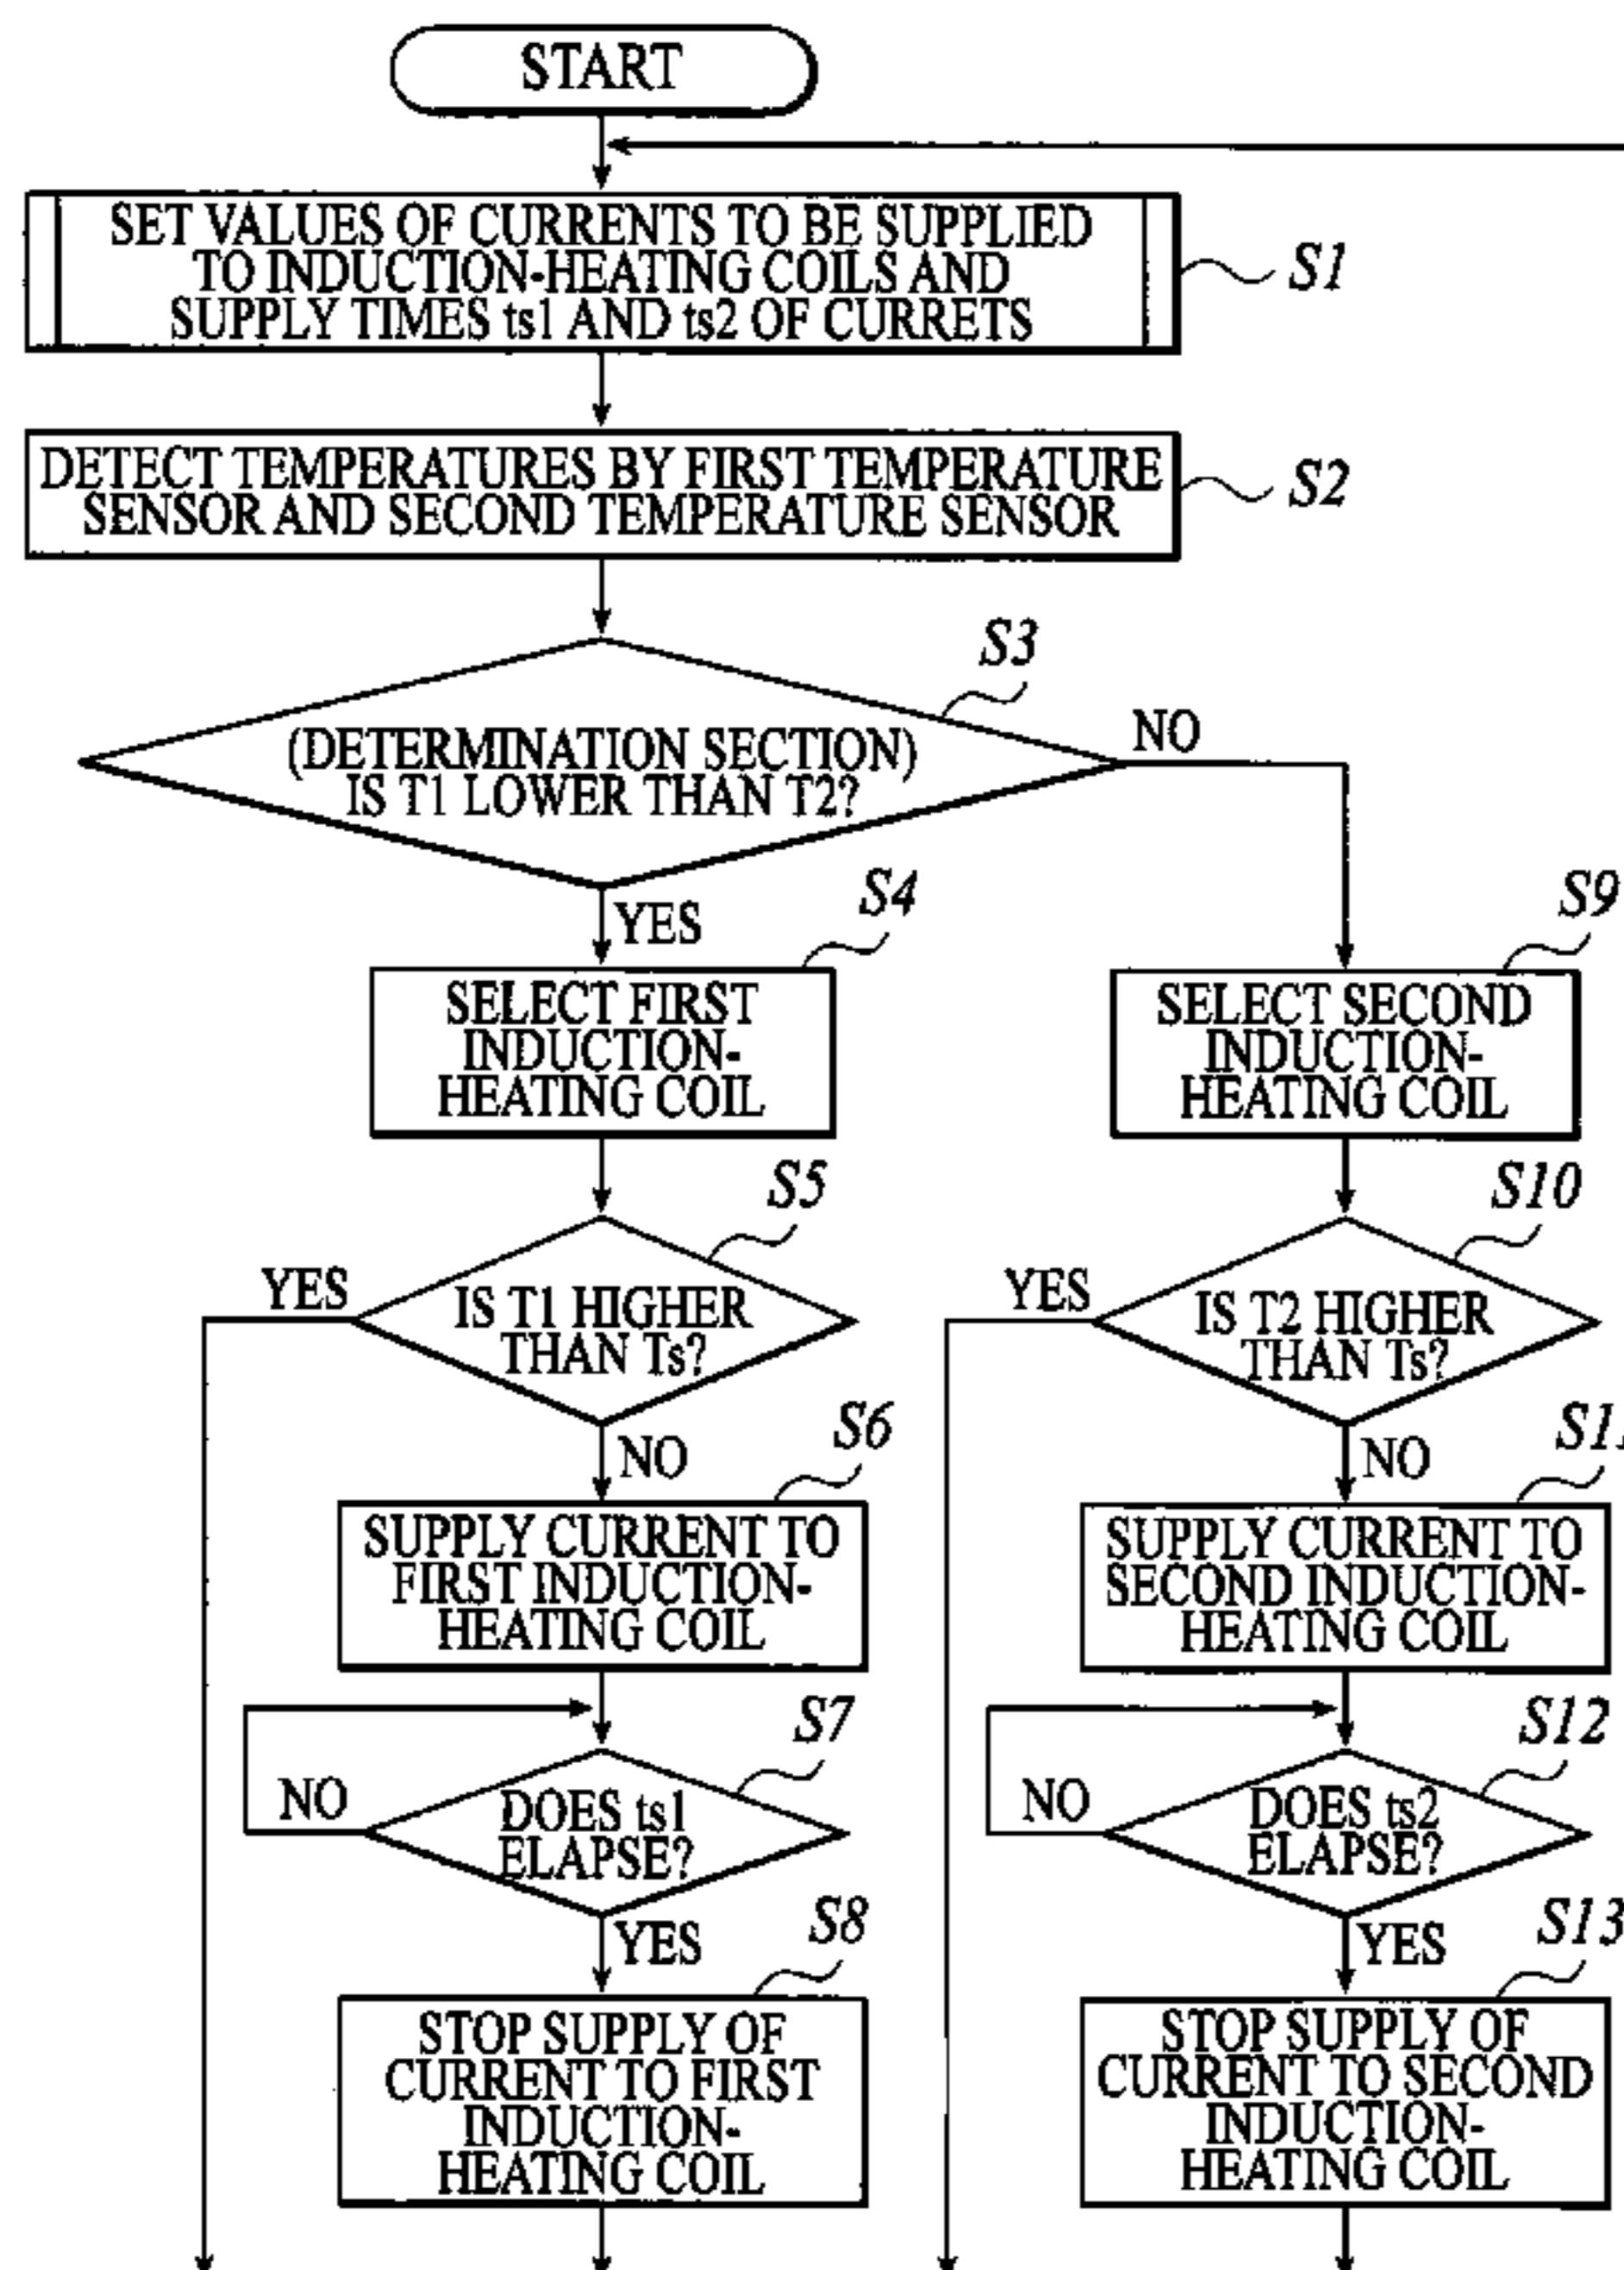 START
SET VALUES OF CURRENTS TO BE SUPPLIED
TO INDUCTION-HEATING COILS AND
SUPPLY TIMES ts1 AND ts2 OF CURRETS
S1
DETECT TEMPERATURES BY FIRST TEMPERATURE
SENSOR AND SECOND TEMPERATURE SENSOR
S2
S3
(DETERMINATION SECTION)
IS T1 LOWER THAN T2?
NO
YES
S4
SELECT FIRST
INDUCTION-
HEATING COIL
S5
IS T1 HIGHER
THAN Ts?
YES
NO
S6
SUPPLY CURRENT TO
FIRST INDUCTION-
HEATING COIL
S7
DOES ts1
ELAPSE?
NO
YES
S8
STOP SUPPLY OF
CURRENT TO FIRST
INDUCTION-
HEATING COIL
S9
SELECT SECOND
INDUCTION-
HEATING COIL
S10
IS T2 HIGHER
THAN Ts?
YES
NO
S11
SUPPLY CURRENT TO
SECOND INDUCTION-
HEATING COIL
S12
DOES ts2
ELAPSE?
NO
YES
S13
STOP SUPPLY OF
CURRENT TO SECOND
INDUCTION-
HEATING COIL